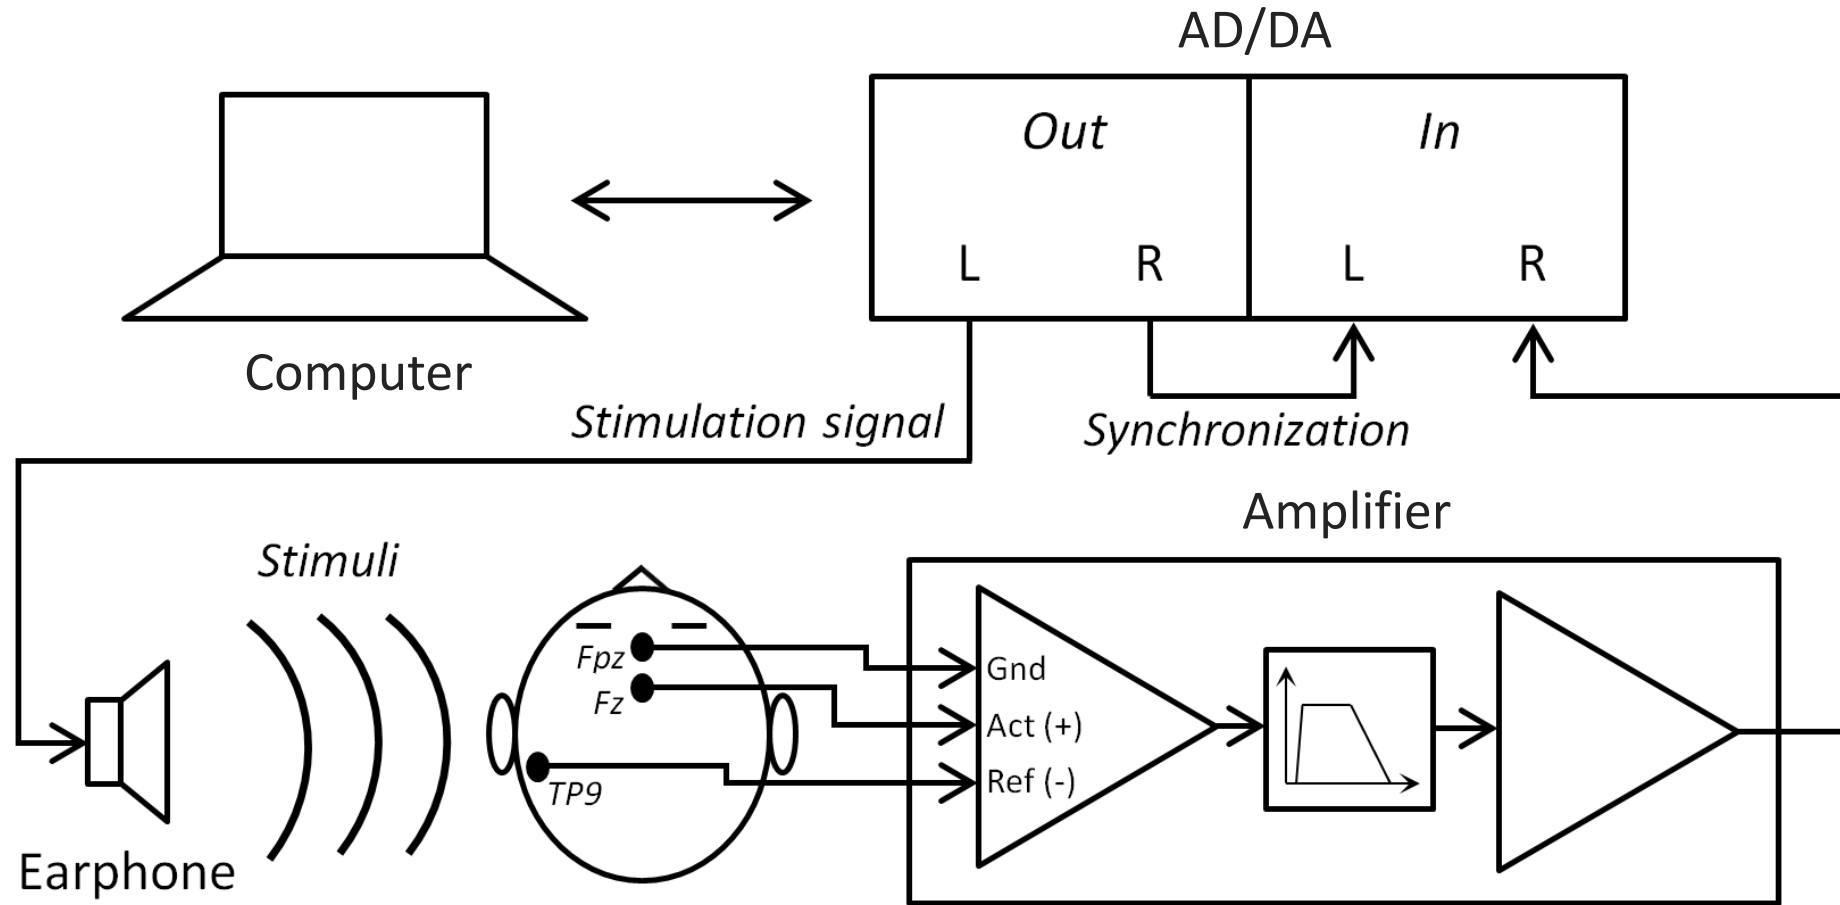 AD/DA
Out
In
L
R
L
R
Computer
Stimulation signal
Synchronization
Amplifier
Stimuli
Fpz
Gnd
Fz
Act (+)
Ref (-)
TP9
Earphone